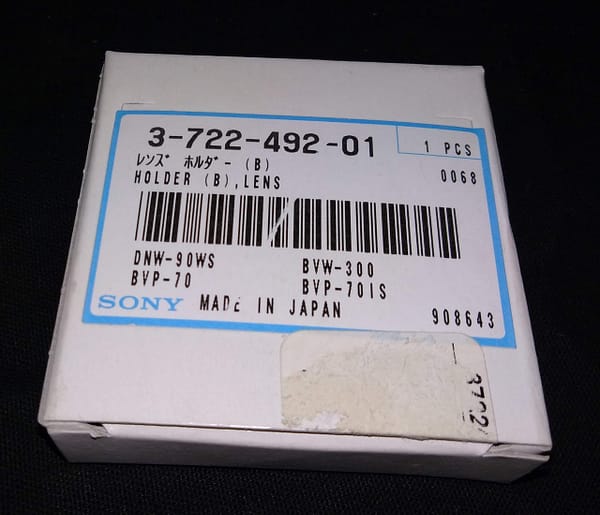 3-722-492-01
1 PCS
レンズ ホルダー (B)
0068
HOLDER (B),LENS
DNW-90WS BVW-300
BVP-70 BVP-70IS
SONY MADE IN JAPAN
908643